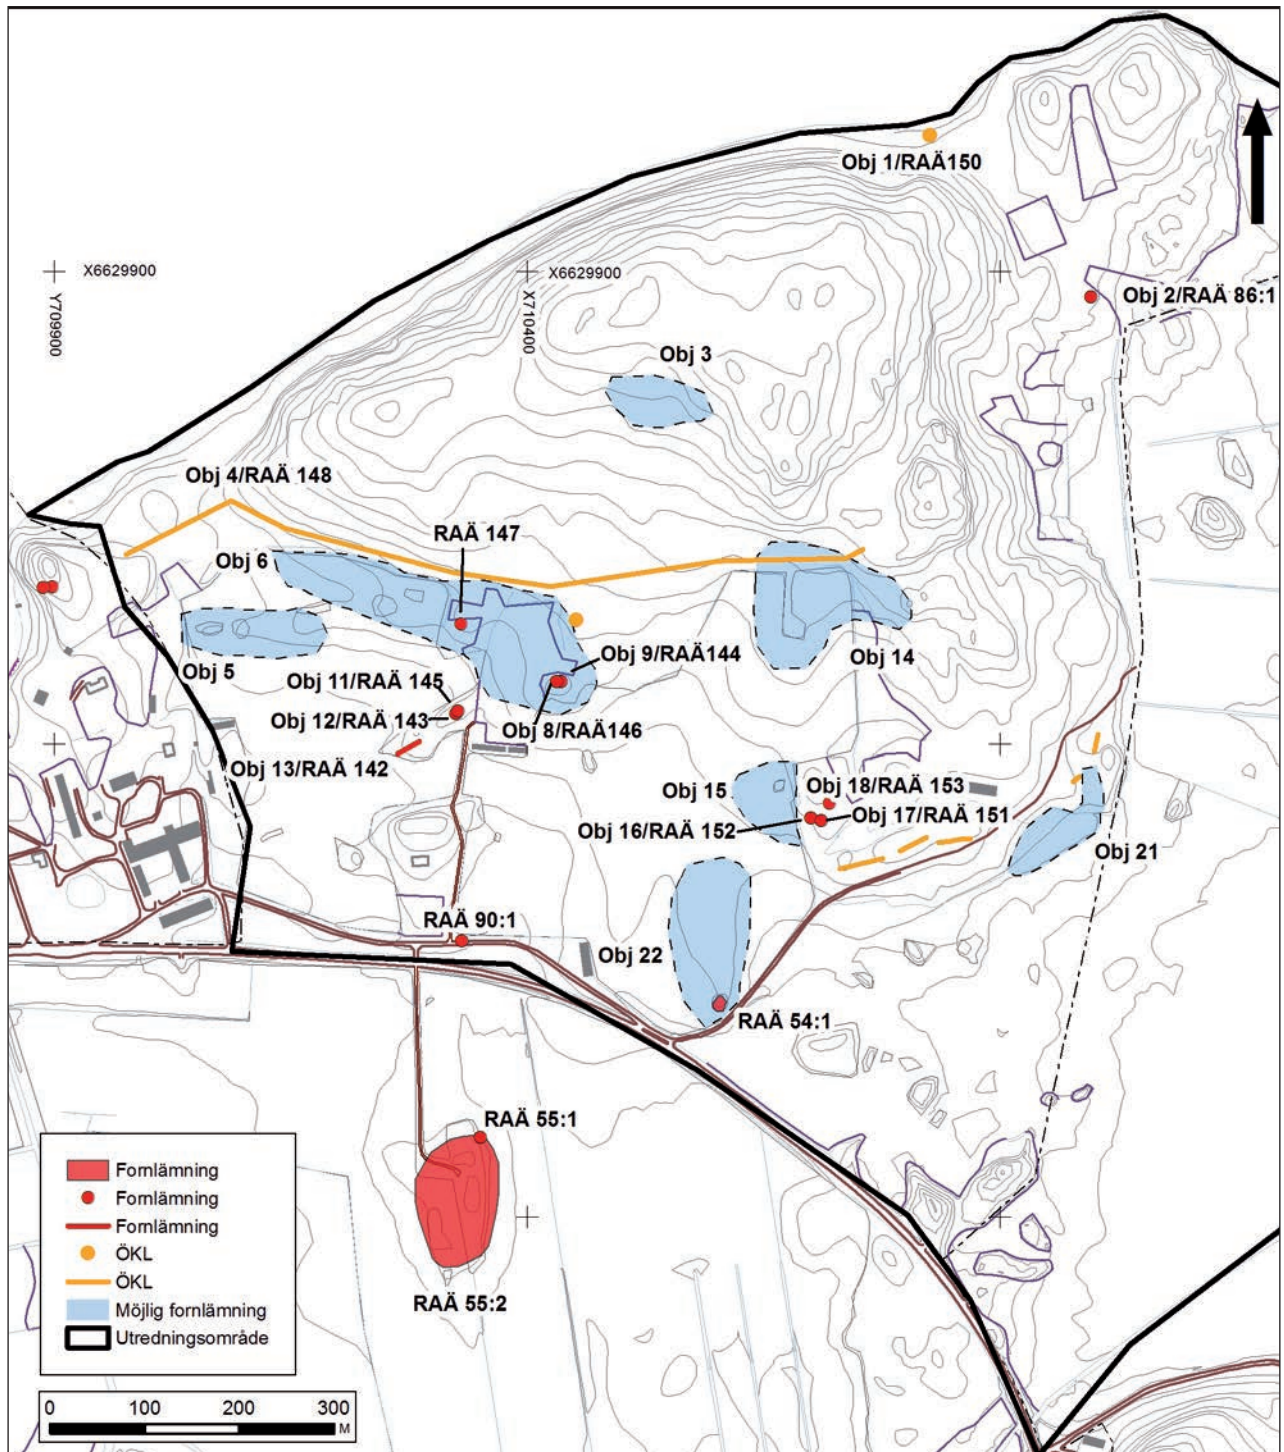 Obj 1/RAÄ150
X6629900
X6629900
Y709900
X710400
Obj 2/RAÄ 86:1
Obj 3
Obj 4/RAÄ 148
RAÄ 147
Obj 6
Obj 9/RAÄ144
Obj 14
Obj 5
Obj 11/RAÄ 145
Obj 12/RAÄ 143
Obj 8/RAÄ146
Obj 13/RAÄ 142
Obj 15
Obj 18/RAÄ 153
Obj 16/RAÄ 152
Obj 17/RAÄ 151
Obj 21
RAÄ 90:1
Obj 22
RAÄ 54:1
RAÄ 55:1
RAÄ 55:2
Fornlämning
Fornlämning
Fornlämning
ÖKL
ÖKL
Möjlig fornlämning
Utredningsområde
0 100 200 300
M